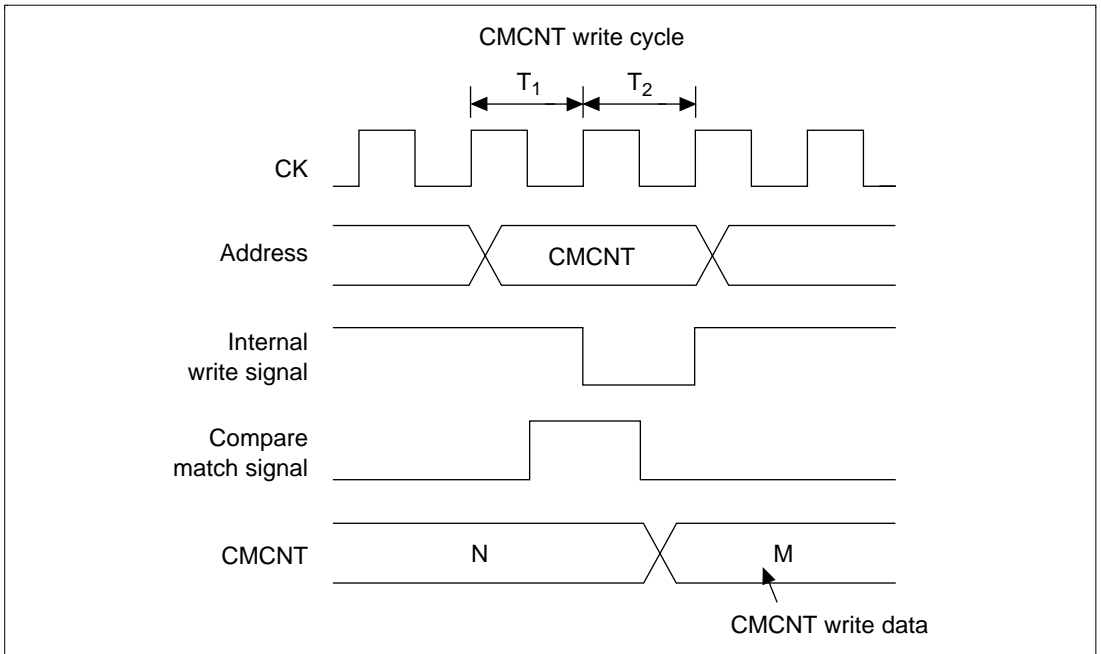 CMCNT write cycle
T1 T2
CK
Address
CMCNT
Internal
write signal
Compare
match signal
CMCNT
N
M
CMCNT write data